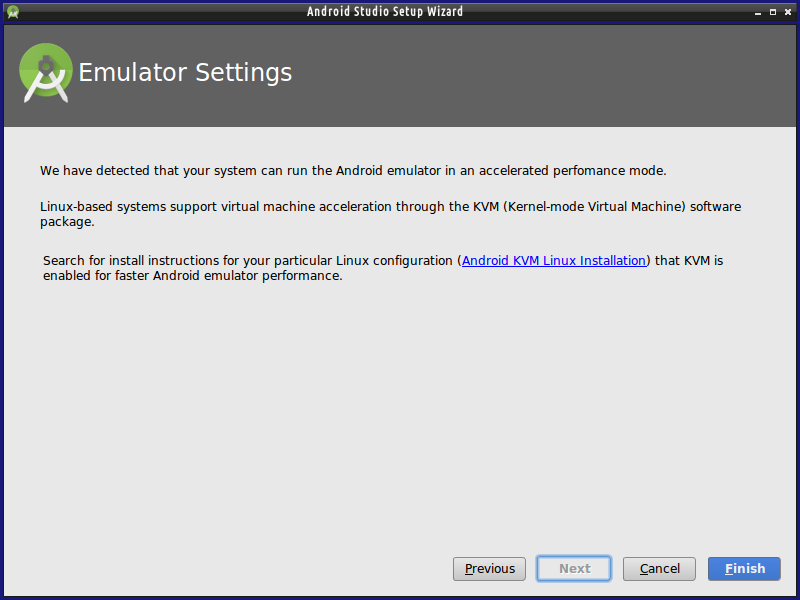 Android Studio Setup Wizard
Emulator Settings
We have detected that your system can run the Android emulator in an accelerated perfomance mode.
Linux-based systems support virtual machine acceleration through the KVM (Kernel-mode Virtual Machine) software
package.
Search for install instructions for your particular Linux configuration (Android KVM Linux Installation) that KVM is
enabled for faster Android emulator performance.
Previous Next Cancel Finish